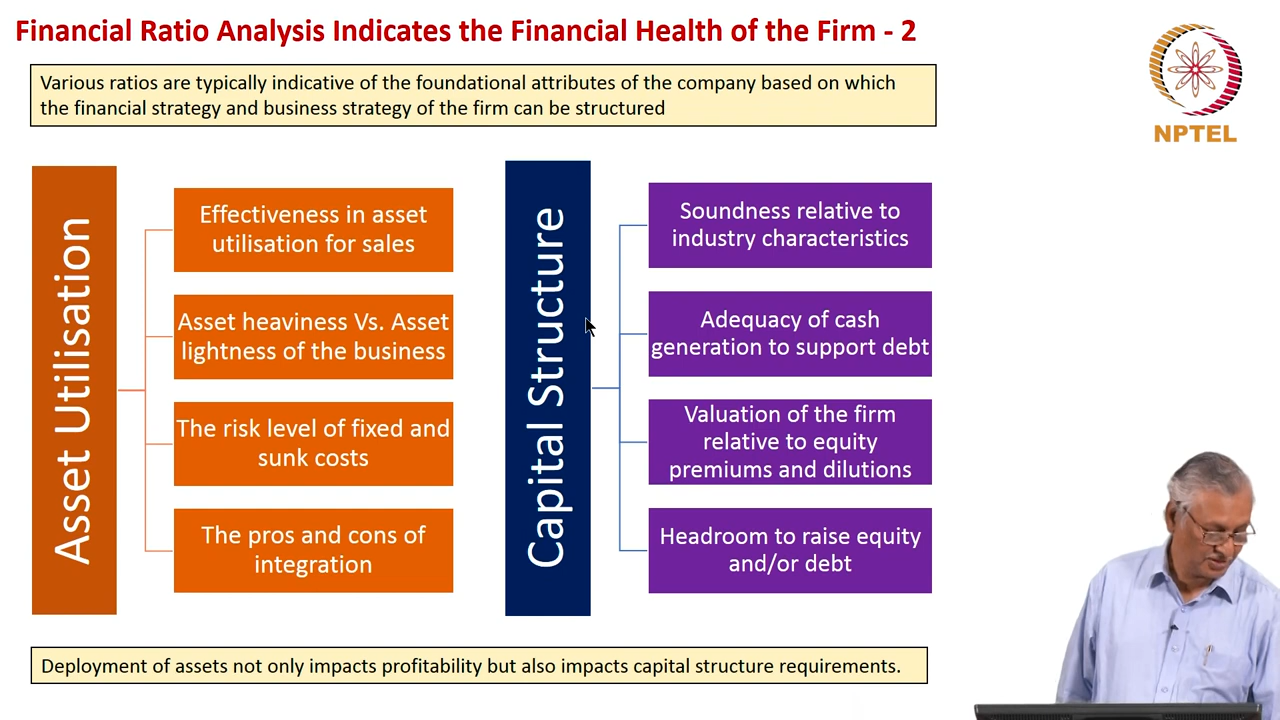 Financial Ratio Analysis Indicates the Financial Health of the Firm - 2
Various ratios are typically indicative of the foundational attributes of the company based on which
the financial strategy and business strategy of the firm can be structured
NPTEL
Asset Utilisation
Effectiveness in asset
utilisation for sales
Asset heaviness Vs. Asset
lightness of the business
The risk level of fixed and
sunk costs
The pros and cons of
integration
Capital Structure
Soundness relative to
industry characteristics
Adequacy of cash
generation to support debt
Valuation of the firm
relative to equity
premiums and dilutions
Headroom to raise equity
and/or debt
Deployment of assets not only impacts profitability but also impacts capital structure requirements.